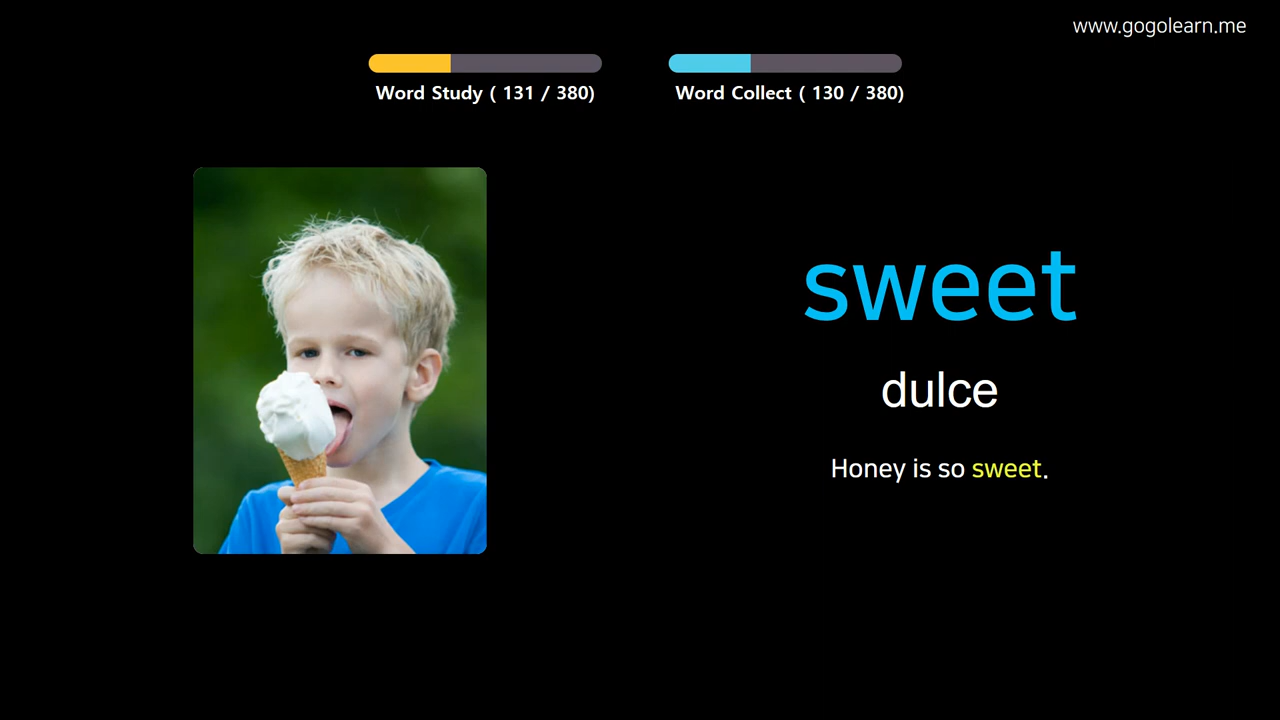 www.gogolearn.me
Word Study ( 131 / 380)
Word Collect ( 130 / 380)
sweet
dulce
Honey is so sweet.